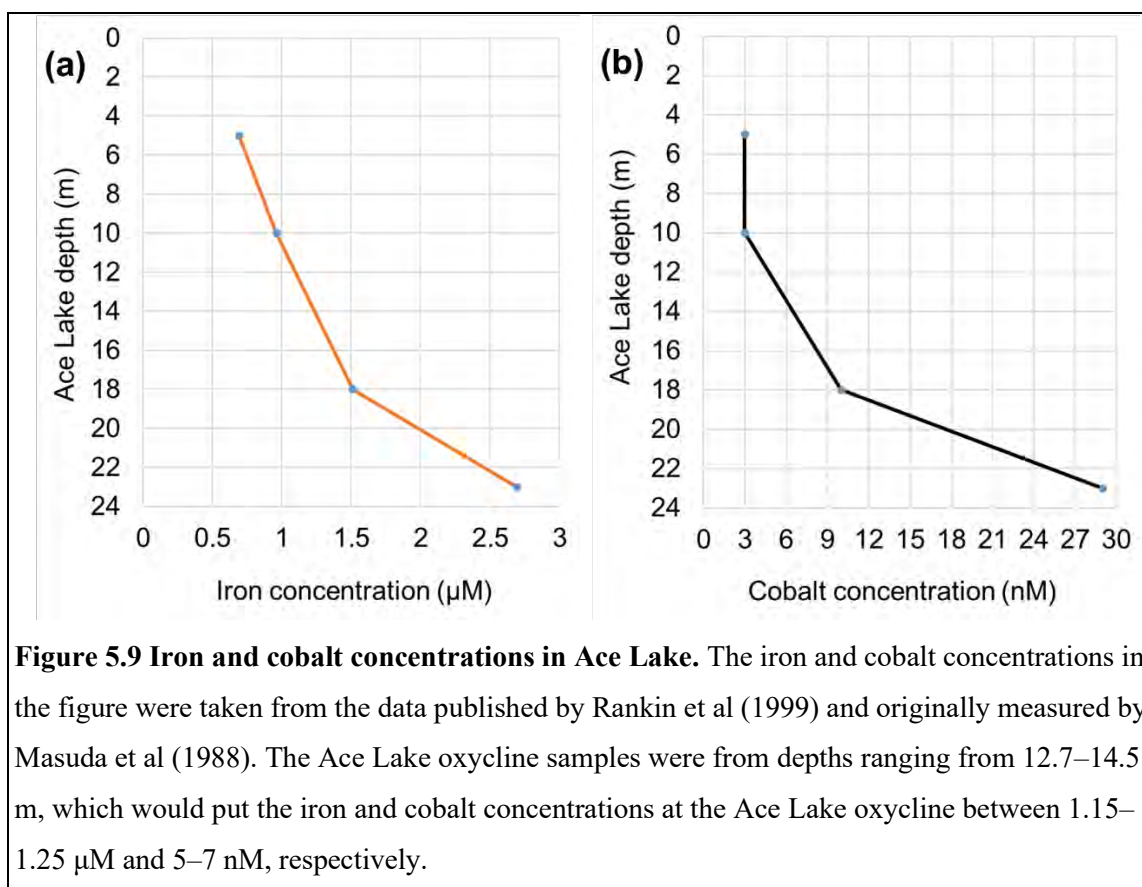 (a)
0
2
4
6
8
10
12
14
16
18
20
22
24
Ace Lake depth (m)
0 0.5 1 1.5 2 2.5 3
Iron concentration (µM)
(b)
0
2
4
6
8
10
12
14
16
18
20
22
24
Ace Lake depth (m)
0 3 6 9 12 15 18 21 24 27 30
Cobalt concentration (nM)
Figure 5.9 Iron and cobalt concentrations in Ace Lake. The iron and cobalt concentrations in
the figure were taken from the data published by Rankin et al (1999) and originally measured by
Masuda et al (1988). The Ace Lake oxycline samples were from depths ranging from 12.7–14.5
m, which would put the iron and cobalt concentrations at the Ace Lake oxycline between 1.15–
1.25 µM and 5–7 nM, respectively.